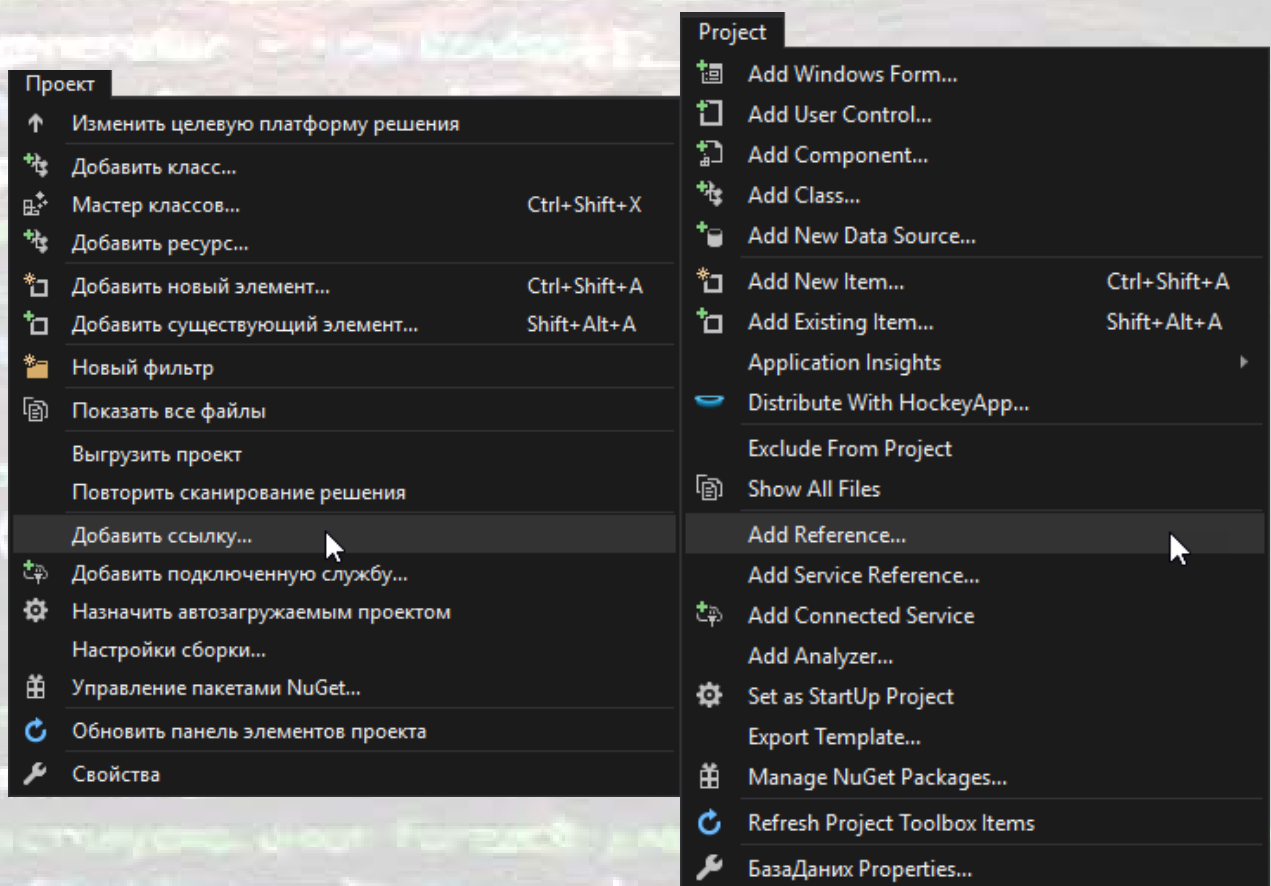 Проект
Изменить целевую платформу решения
Добавить класс...
Мастер классов... Ctrl+Shift+X
Добавить ресурс...
Добавить новый элемент... Ctrl+Shift+A
Добавить существующий элемент... Shift+Alt+A
Новый фильтр
Показать все файлы
Выгрузить проект
Повторить сканирование решения
Добавить ссылку...
Добавить подключенную службу...
Назначить автозагружаемым проектом
Настройки сборки...
Управление пакетами NuGet...
Обновить панель элементов проекта
Свойства
Project
Add Windows Form...
Add User Control...
Add Component...
Add Class...
Add New Data Source...
Add New Item... Ctrl+Shift+A
Add Existing Item... Shift+Alt+A
Application Insights
Distribute With HockeyApp...
Exclude From Project
Show All Files
Add Reference...
Add Service Reference...
Add Connected Service
Add Analyzer...
Set as StartUp Project
Export Template...
Manage NuGet Packages...
Refresh Project Toolbox Items
БазаДаних Properties...